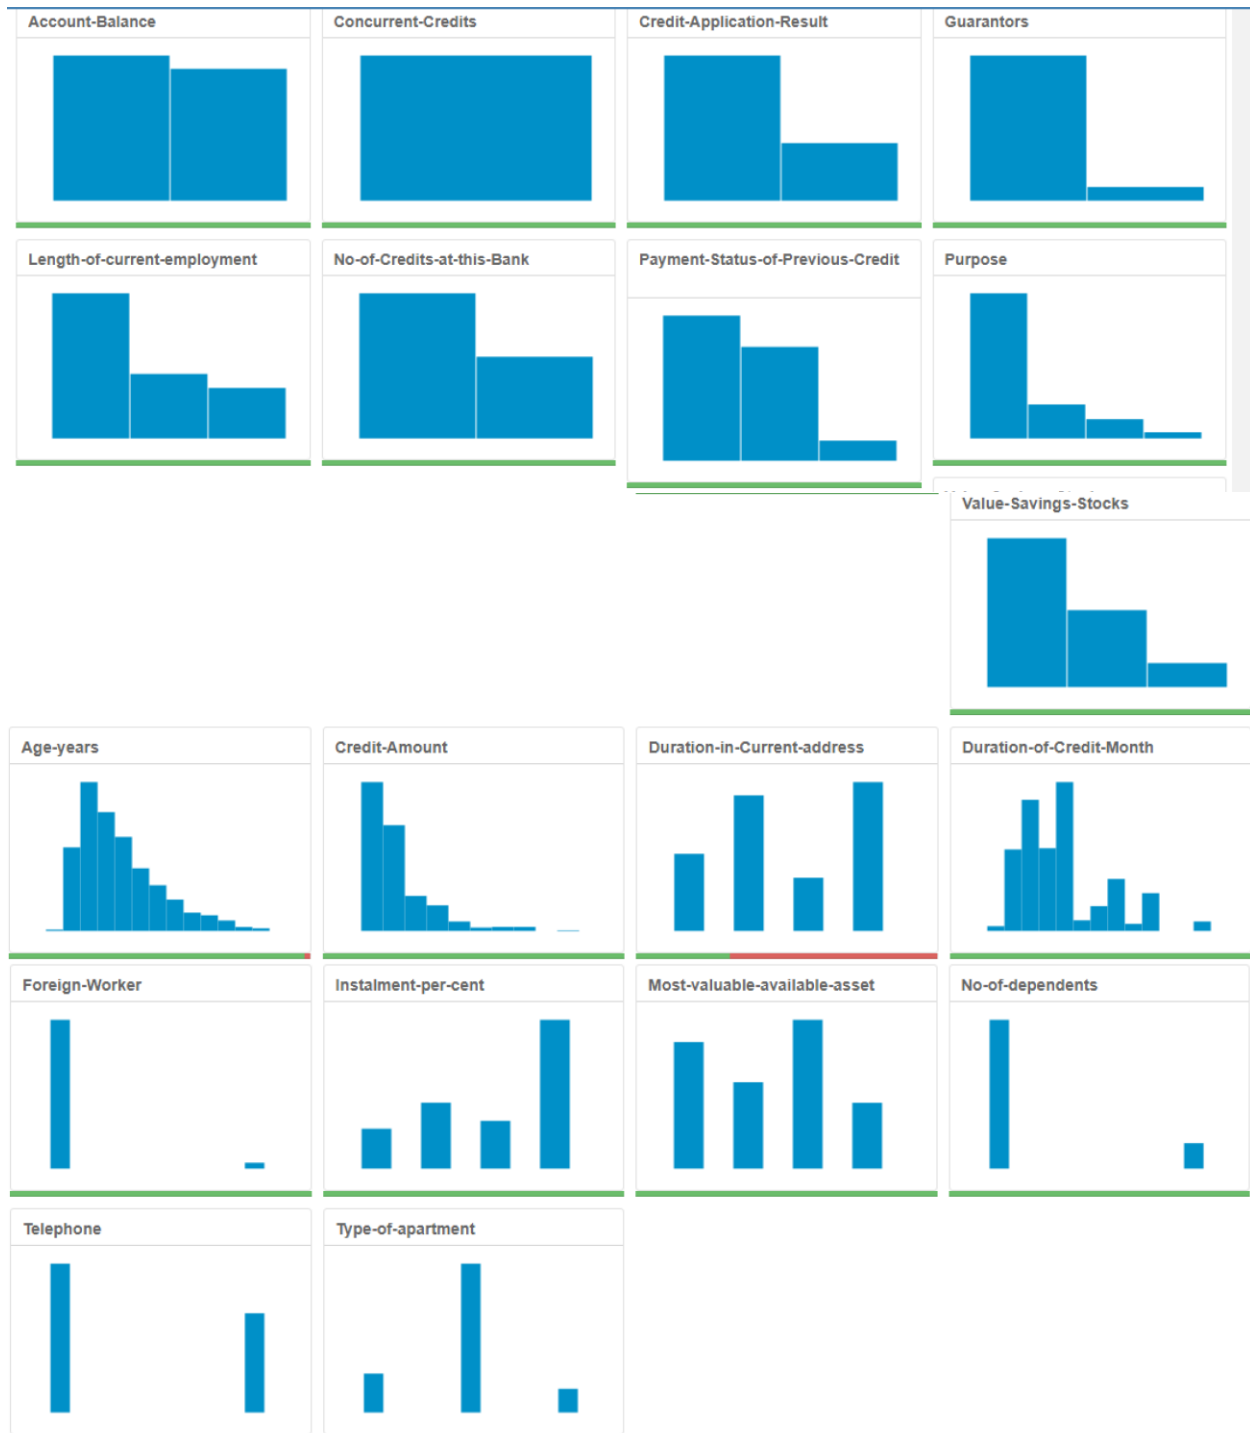 Account-Balance
Concurrent-Credits
Credit-Application-Result
Guarantors
Length-of-current-employment
No-of-Credits-at-this-Bank
Payment-Status-of-Previous-Credit
Purpose
Value-Savings-Stocks
Age-years
Credit-Amount
Duration-in-Current-address
Duration-of-Credit-Month
Foreign-Worker
Instalment-per-cent
Most-valuable-available-asset
No-of-dependents
Telephone
Type-of-apartment